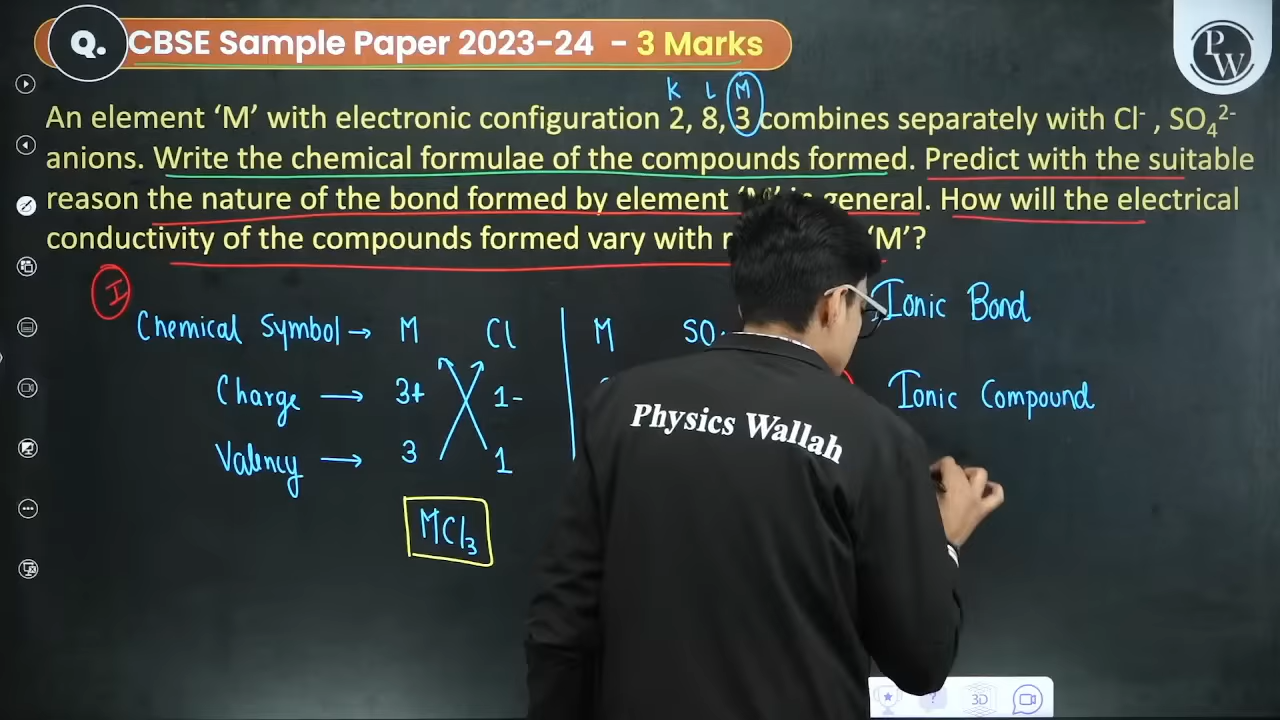 Q. CBSE Sample Paper 2023-24 - 3 Marks
PW
K L M
An element ‘M’ with electronic configuration 2, 8, 3 combines separately with Cl⁻ , SO₄²⁻
anions. Write the chemical formulae of the compounds formed. Predict with the suitable
reason the nature of the bond formed by element general. How will the electrical
conductivity of the compounds formed vary with ‘M’?
I
Chemical Symbol → M Cl M SO
Ionic Bond
Charge → 3+ 1-
Ionic Compound
Valency → 3 1
MCl₃
Physics Wallah
? 3D